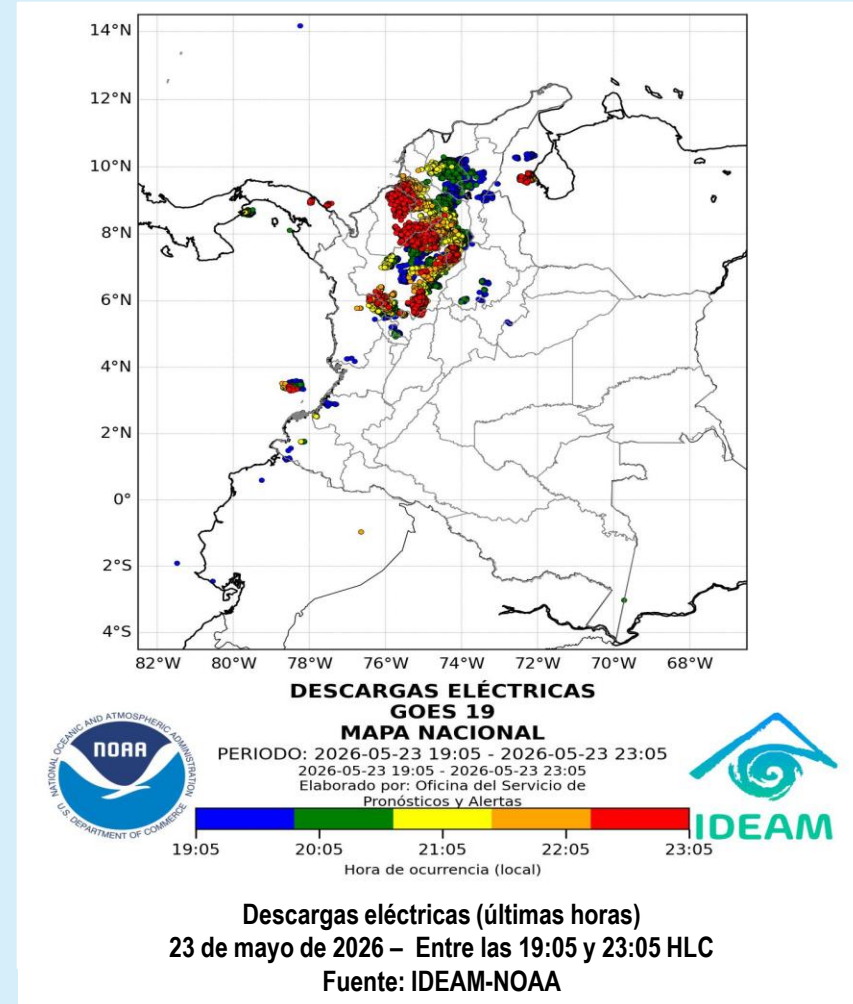 14°N
12°N
10°N
8°N
6°N
4°N
2°N
0°
2°S
4°S
82°W 80°W 78°W 76°W 74°W 72°W 70°W 68°W
DESCARGAS ELÉCTRICAS
GOES 19
MAPA NACIONAL
PERIODO: 2026-05-23 19:05 - 2026-05-23 23:05
2026-05-23 19:05 - 2026-05-23 23:05
Elaborado por: Oficina del Servicio de
Pronósticos y Alertas
NATIONAL OCEANIC AND ATMOSPHERIC ADMINISTRATION
NOAA
U.S. DEPARTMENT OF COMMERCE
IDEAM
19:05 20:05 21:05 22:05 23:05
Hora de ocurrencia (local)
Descargas eléctricas (últimas horas)
23 de mayo de 2026 – Entre las 19:05 y 23:05 HLC
Fuente: IDEAM-NOAA